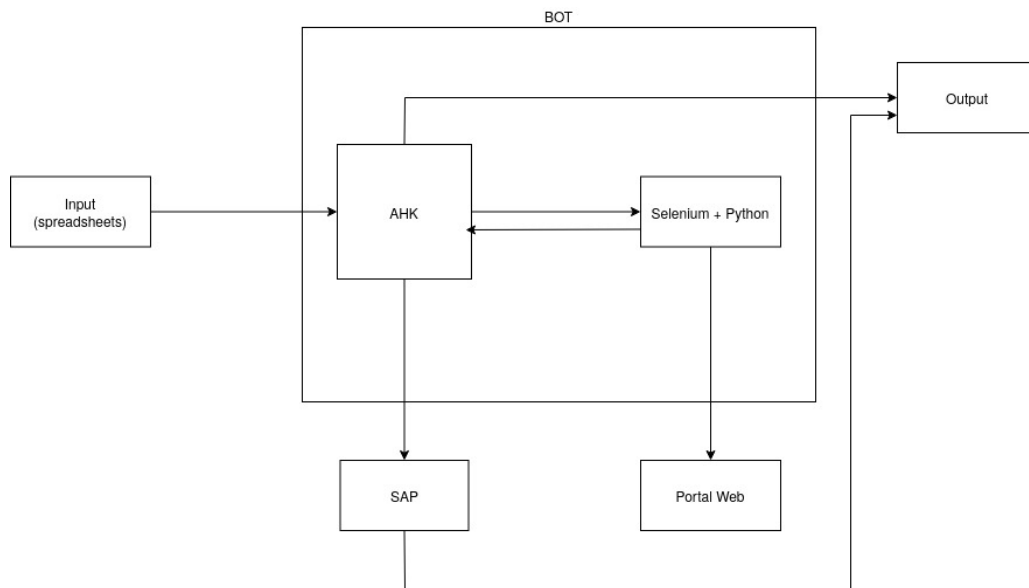 BOT
Output
Input
(spreadsheets)
AHK
Selenium + Python
SAP
Portal Web